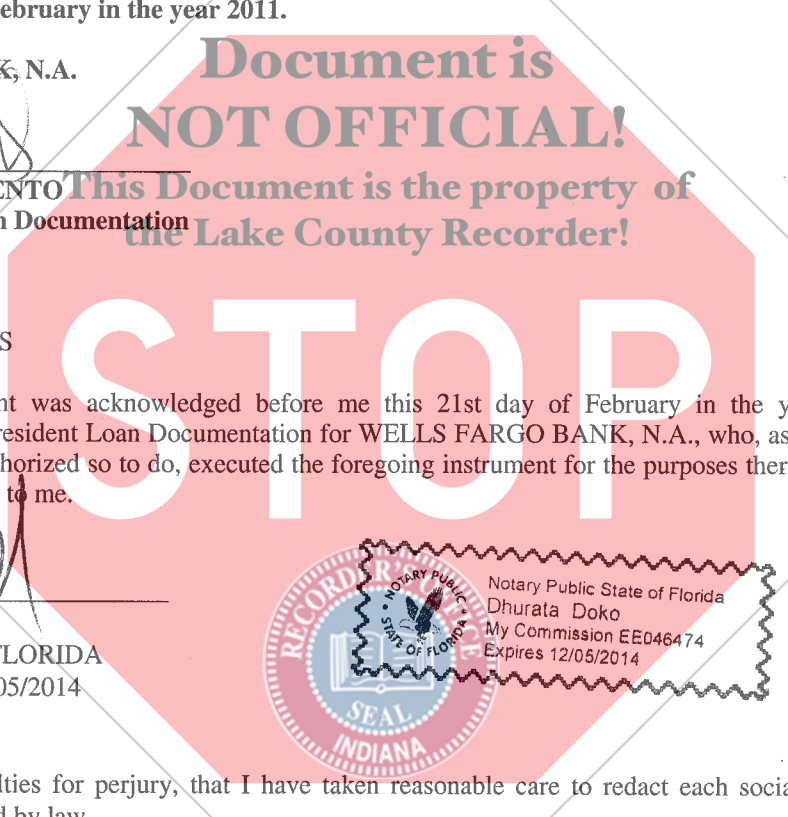 ebruary in the year 2011.
Document is
K, N.A.
NOT OFFICIAL!
ENTO
This Document is the property of
n Documentation
the Lake County Recorder!
STOP
S
nt was acknowledged before me this 21st day of February in the y
resident Loan Documentation for WELLS FARGO BANK, N.A., who, as
horized so to do, executed the foregoing instrument for the purposes ther
to me.
NOTARY PUBLIC
STATE OF FLORIDA
Notary Public State of Florida
Dhurata Doko
My Commission EE046474
Expires 12/05/2014
RECORDER'S OFFICE
SEAL
INDIANA
FLORIDA
05/2014
lties for perjury, that I have taken reasonable care to redact each socia
d by law